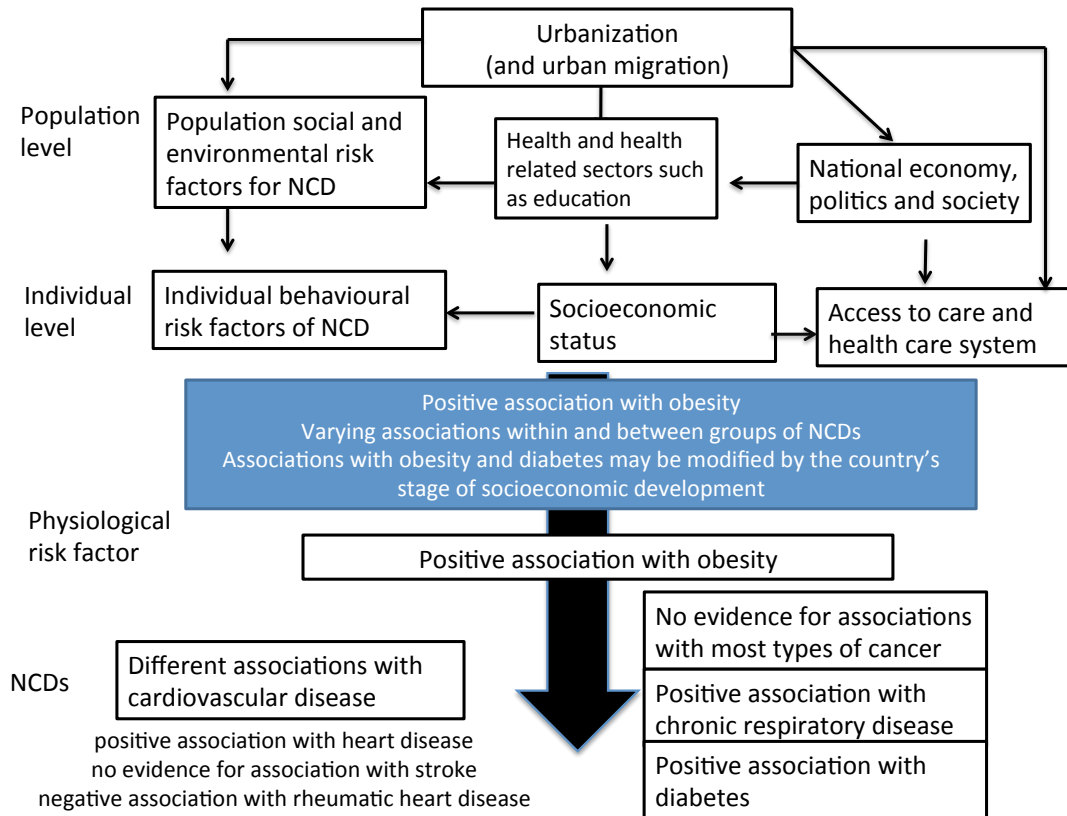 Urbanization
(and urban migration)
Population
level
Population social and
environmental risk
factors for NCD
Health and health
related sectors such
as education
National economy,
politics and society
Individual
level
Individual behavioural
risk factors of NCD
Socioeconomic
status
Access to care and
health care system
Positive association with obesity
Varying associations within and between groups of NCDs
Associations with obesity and diabetes may be modified by the country's
stage of socioeconomic development
Physiological
risk factor
Positive association with obesity
NCDs
Different associations with
cardiovascular disease
positive association with heart disease
no evidence for association with stroke
negative association with rheumatic heart disease
No evidence for associations
with most types of cancer
Positive association with
chronic respiratory disease
Positive association with
diabetes